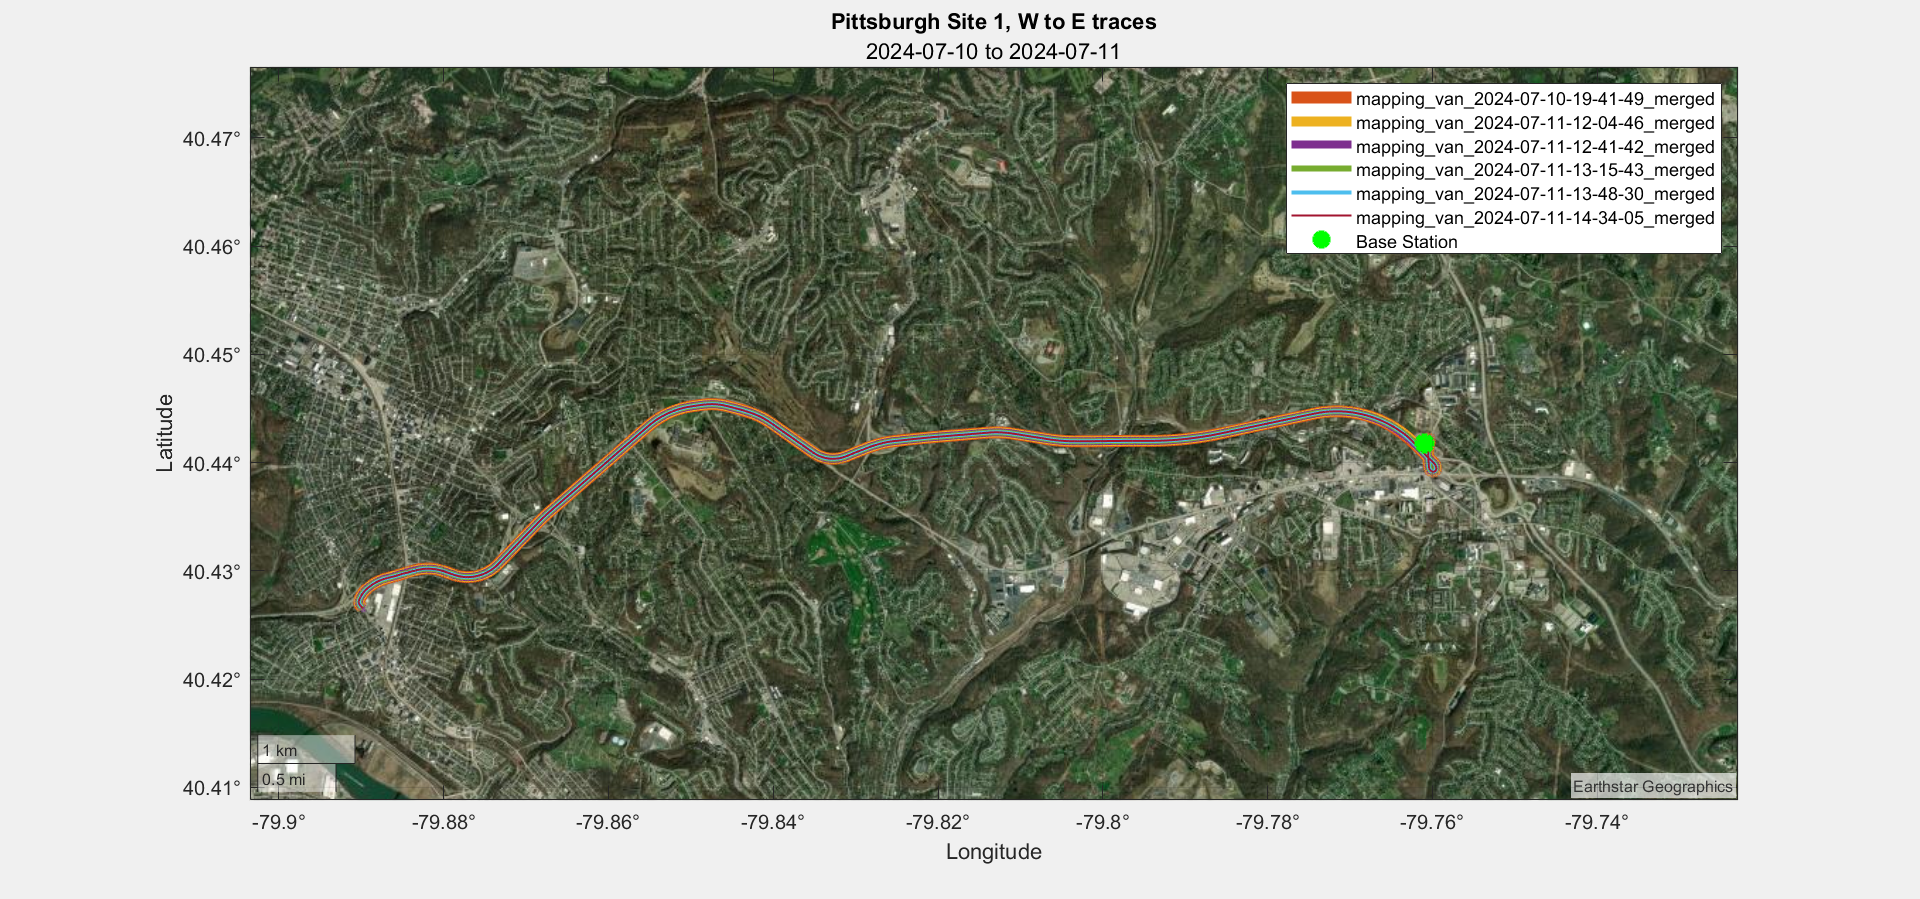 Pittsburgh Site 1, W to E traces
2024-07-10 to 2024-07-11
mapping_van_2024-07-10-19-41-49_merged
mapping_van_2024-07-11-12-04-46_merged
mapping_van_2024-07-11-12-41-42_merged
mapping_van_2024-07-11-13-15-43_merged
mapping_van_2024-07-11-13-48-30_merged
mapping_van_2024-07-11-14-34-05_merged
Base Station
40.47°
40.46°
40.45°
40.44°
40.43°
40.42°
40.41°
Latitude
1 km
0.5 mi
Earthstar Geographics
-79.9°
-79.88°
-79.86°
-79.84°
-79.82°
-79.8°
-79.78°
-79.76°
-79.74°
Longitude